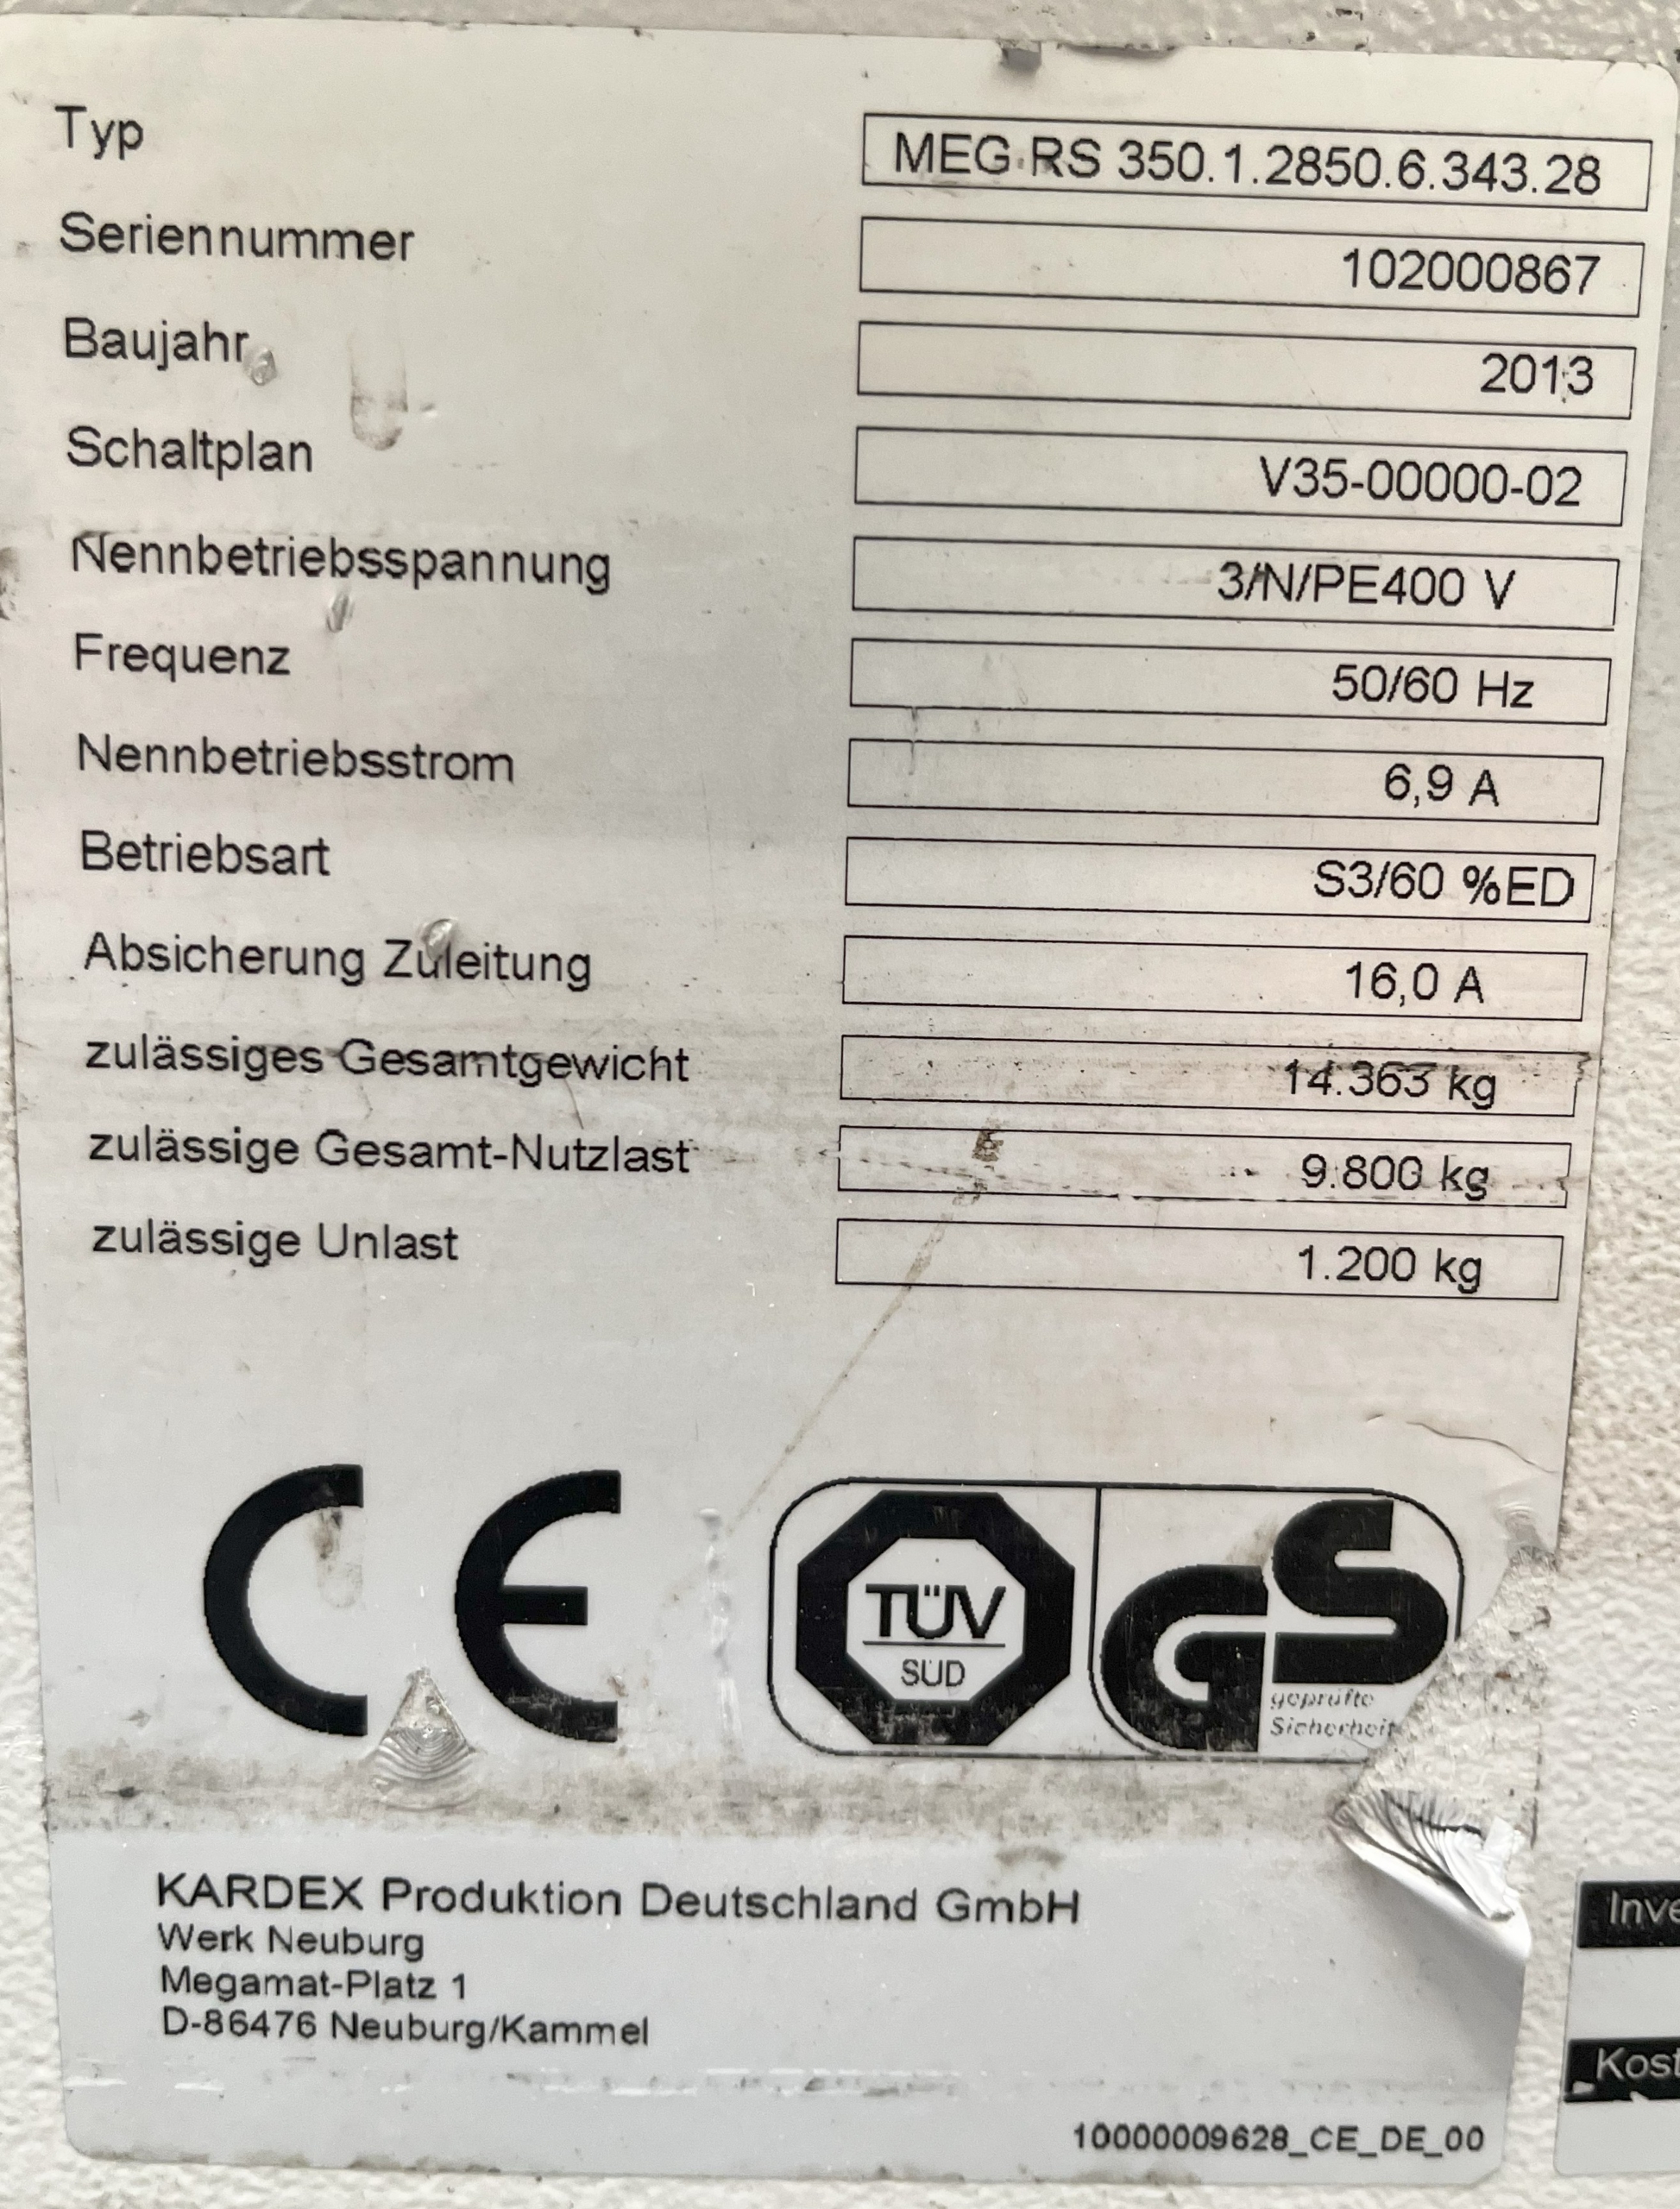 Typ MEG RS 350.1.2850.6.343.28
Seriennummer 102000867
Baujahr 2013
Schaltplan V35-00000-02
Nennbetriebsspannung 3/N/PE400 V
Frequenz 50/60 Hz
Nennbetriebsstrom 6,9 A
Betriebsart S3/60 %ED
Absicherung Zuleitung 16,0 A
zulässiges Gesamtgewicht 14.363 kg
zulässige Gesamt-Nutzlast 9.800 kg
zulässige Unlast 1.200 kg
CE
TÜV
SÜD
GS
geprüfte
Sicherheit
KARDEX Produktion Deutschland GmbH
Werk Neuburg
Megamat-Platz 1
D-86476 Neuburg/Kammel
10000009628_CE_DE_00
Inve
Kost